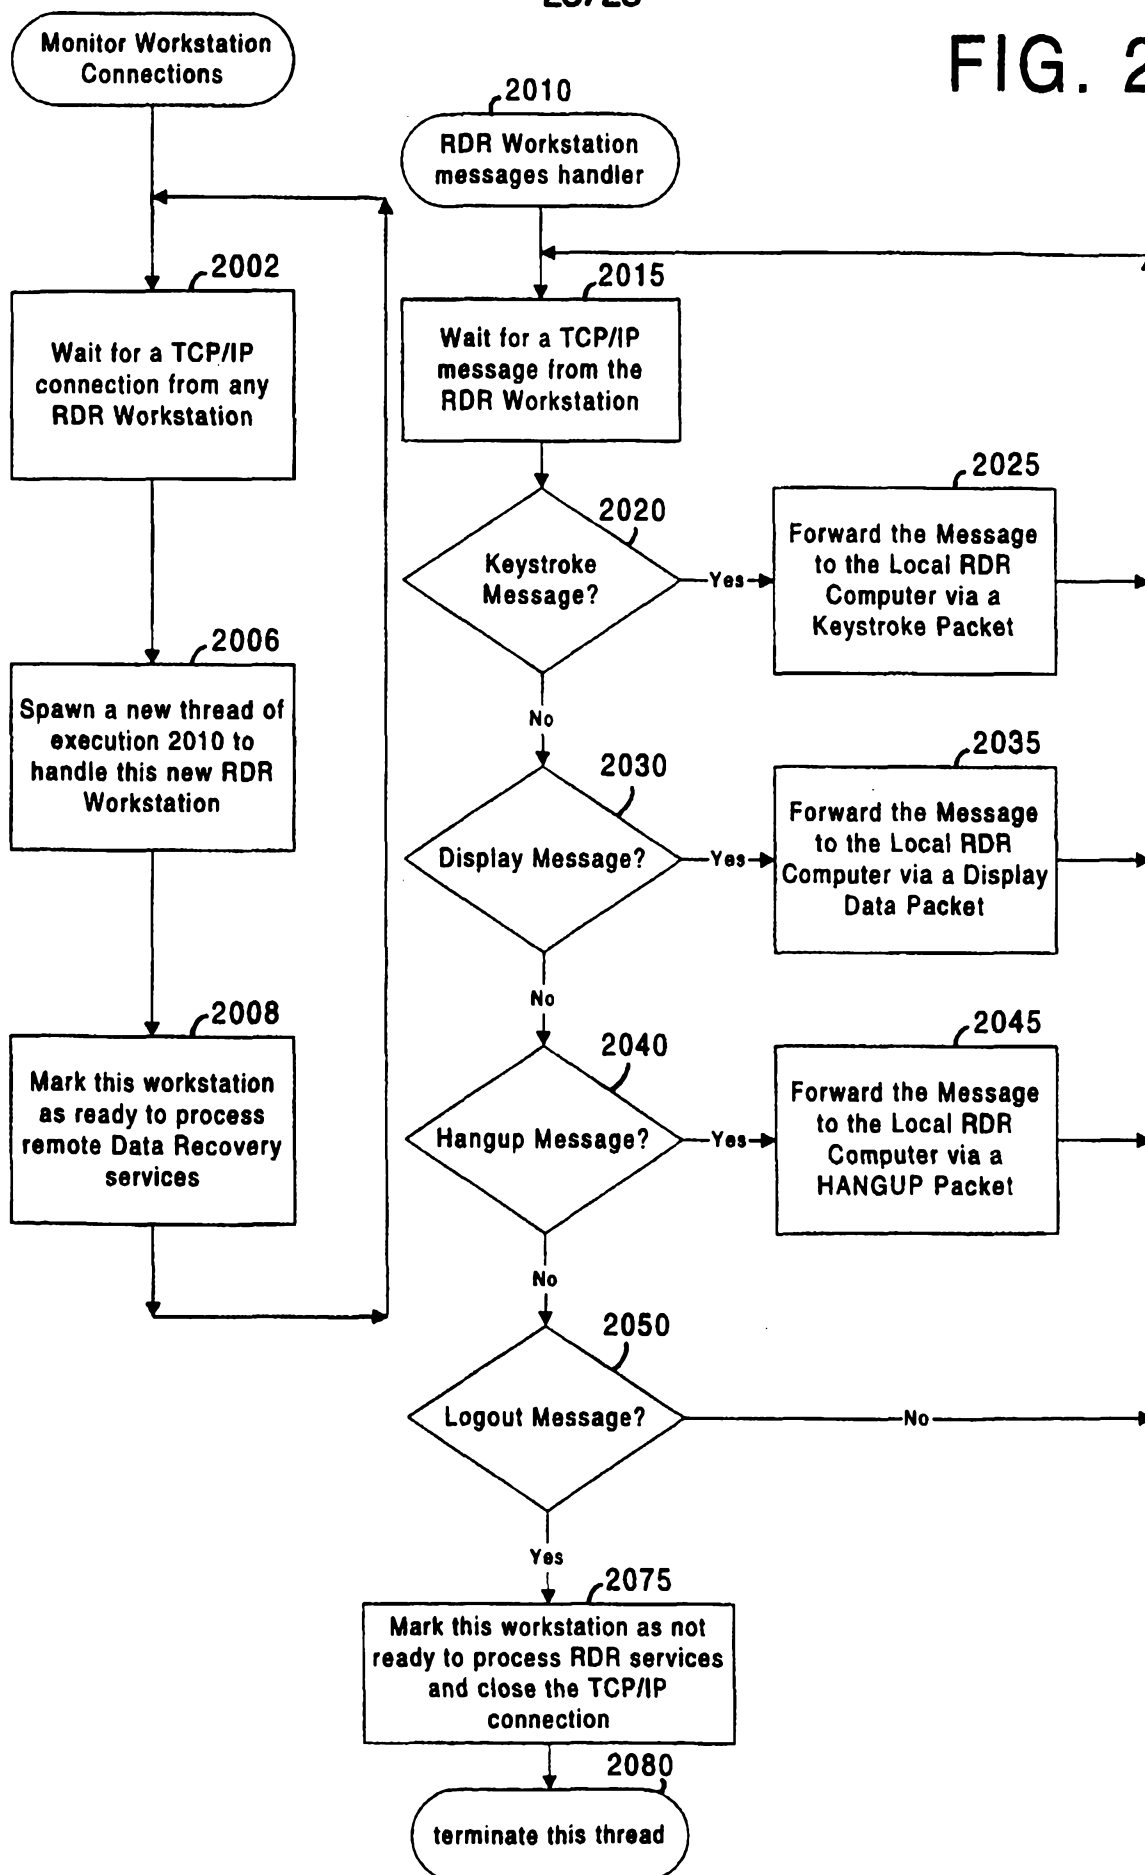 FIG. 2
Monitor Workstation
Connections
2002
Wait for a TCP/IP
connection from any
RDR Workstation
2006
Spawn a new thread of
execution 2010 to
handle this new RDR
Workstation
2008
Mark this workstation
as ready to process
remote Data Recovery
services
2010
RDR Workstation
messages handler
2015
Wait for a TCP/IP
message from the
RDR Workstation
2020
Keystroke
Message?
Yes
2025
Forward the Message
to the Local RDR
Computer via a
Keystroke Packet
No
2030
Display Message?
Yes
2035
Forward the Message
to the Local RDR
Computer via a Display
Data Packet
No
2040
Hangup Message?
Yes
2045
Forward the Message
to the Local RDR
Computer via a
HANGUP Packet
No
2050
Logout Message?
No
Yes
2075
Mark this workstation as not
ready to process RDR services
and close the TCP/IP
connection
2080
terminate this thread